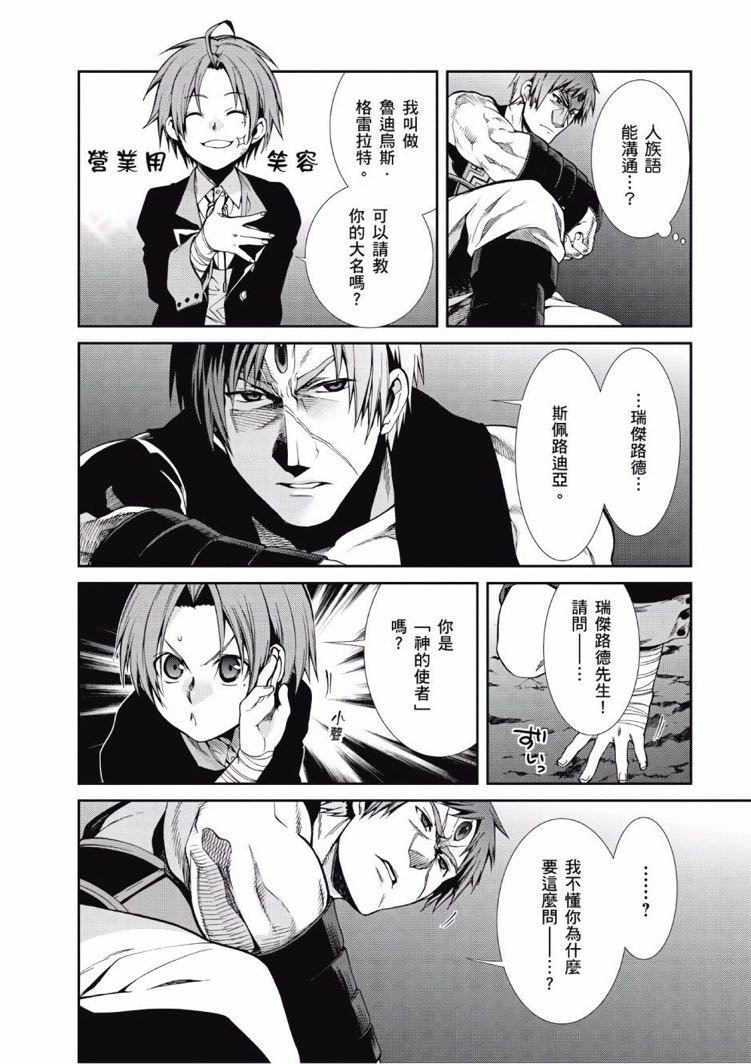 人族語
能溝通…?
我叫做
魯迪烏斯·
格雷拉特。
可以請教
你的大名嗎?
營業用 笑容
…瑞傑路德…
斯佩路迪亞。
瑞傑路德先生!
請問——…
ずいっ
你是
「神的使者」
嗎?
小聲
……?
我不懂你為什麼
要這麼問——…?